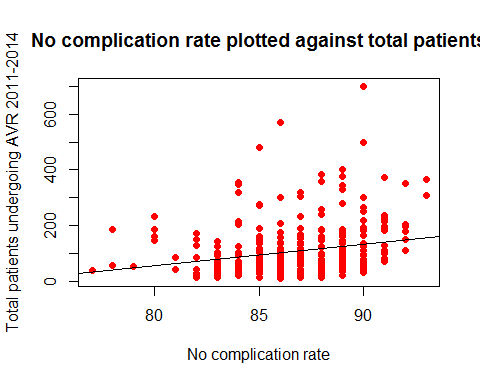 No complication rate plotted against total patients
Total patients undergoing AVR 2011-2014
600
400
200
0
80
85
90
No complication rate